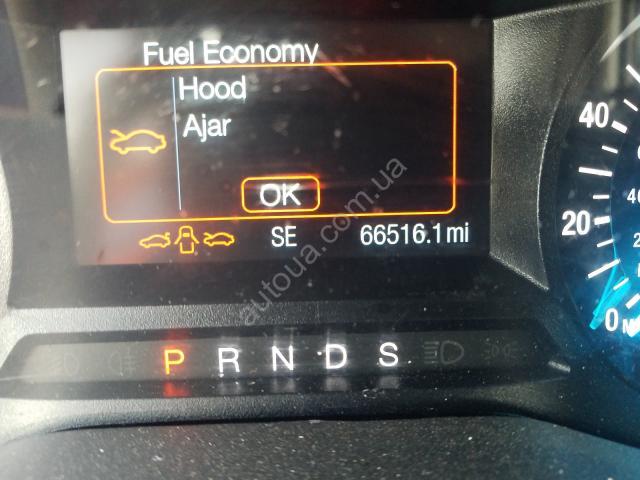 Fuel Economy
Hood
Ajar
OK
SE 66516.1 mi
P R N D S
40
20
0
autoua.com.ua